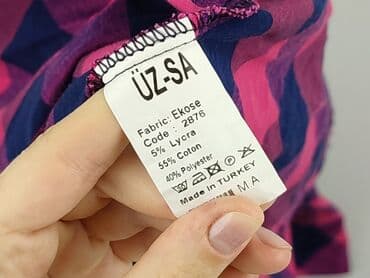 ÜZ-SA
Fabric: Ekose
Code : 2876
5% Lycra
55% Coton
40% Polyester
Made in TURKEY
M A